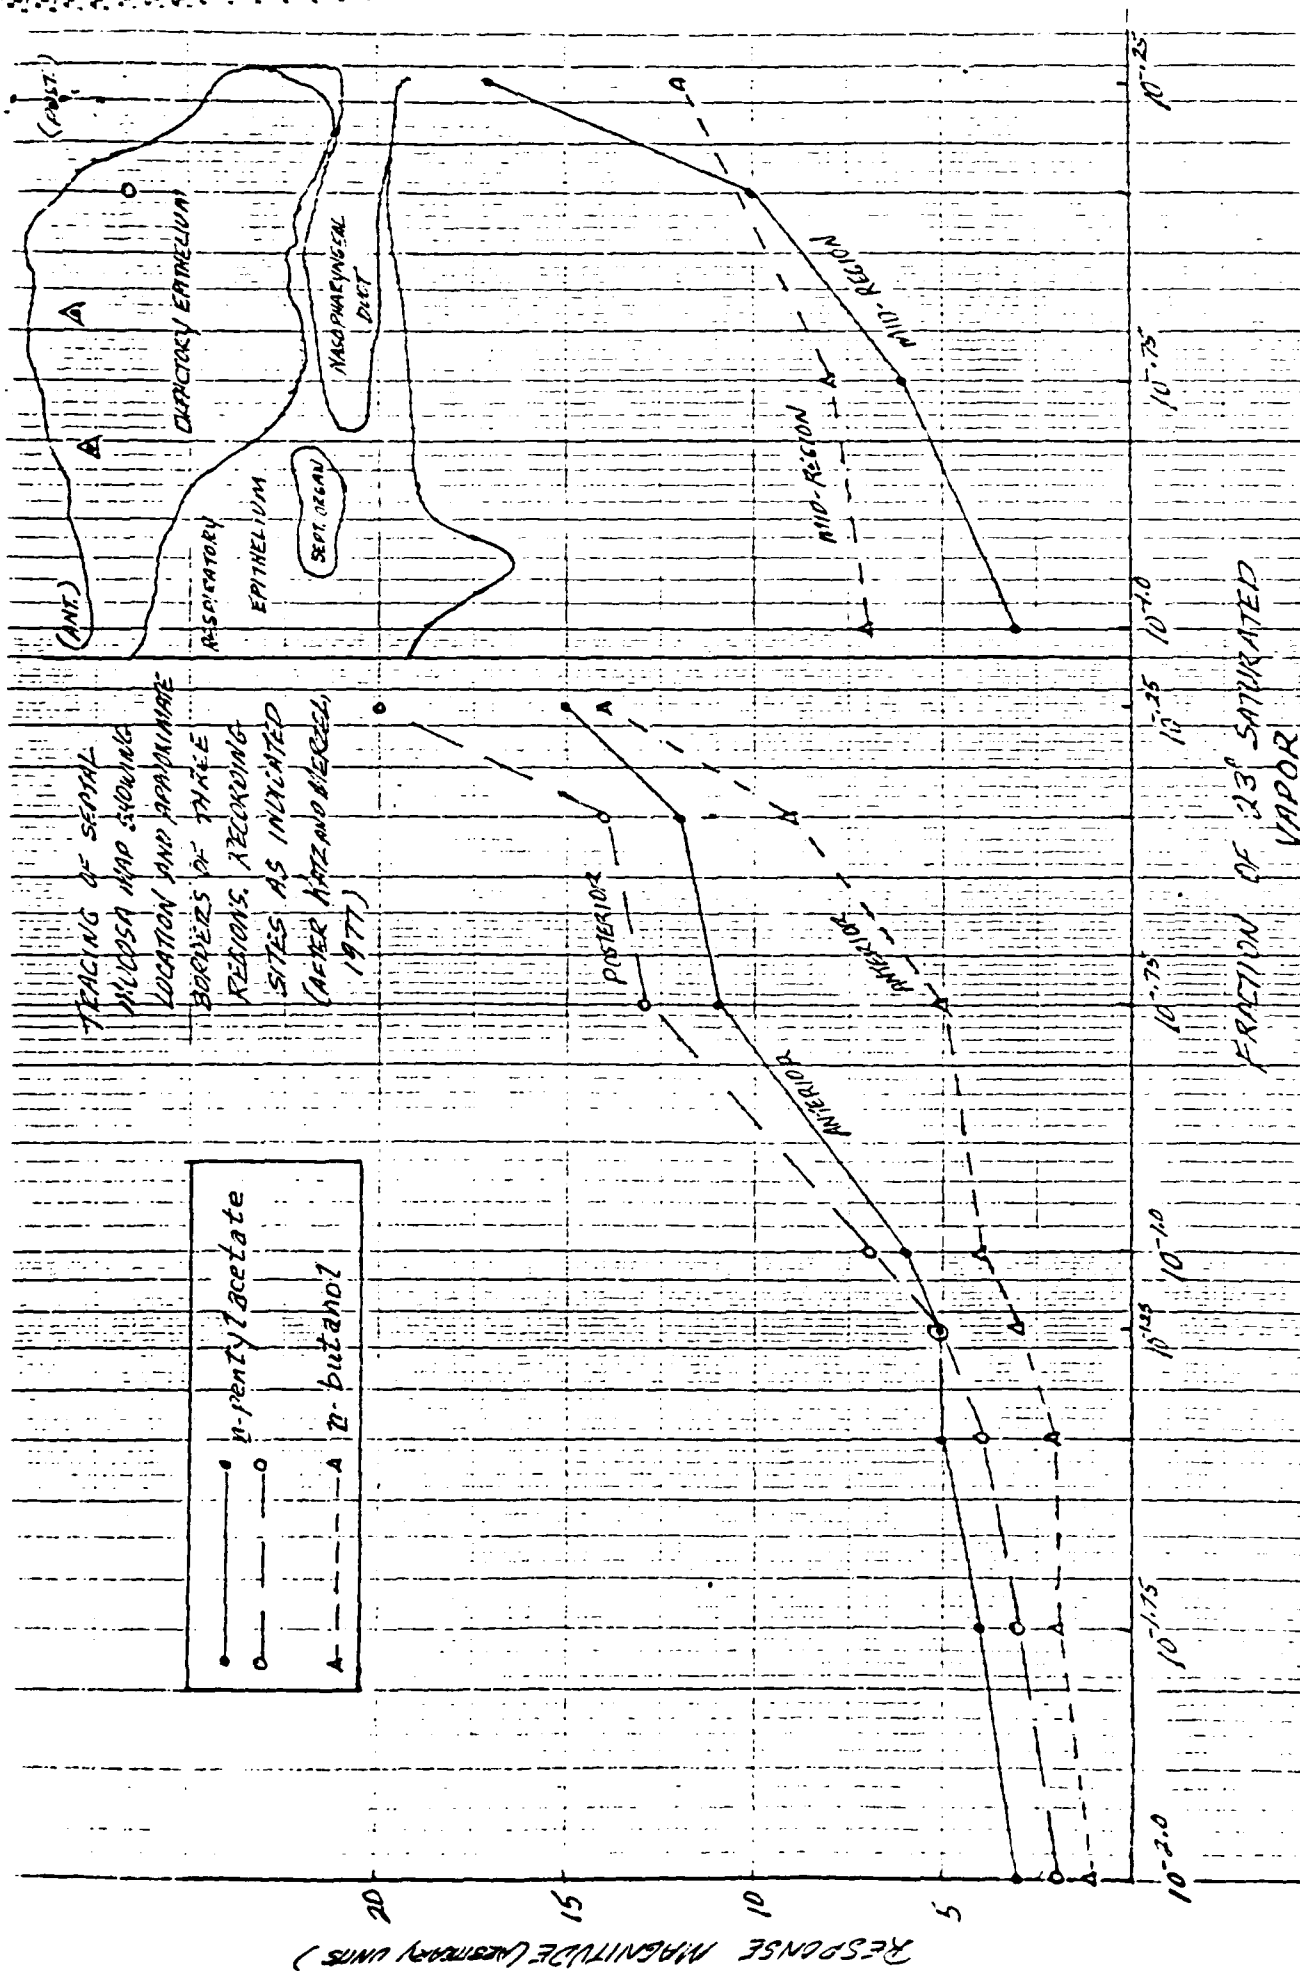 TRACING OF SEPTAL
MUCOSA MAP SHOWING
LOCATION AND APPROXIMATE
BORDERS OF THREE
REGIONS. RECORDING
SITES AS INDICATED
(AFTER KATZ AND MERZEL,
1977)
(ANT.)
(POST.)
OLFACTORY EPITHELIUM
RESPIRATORY
EPITHELIUM
SEPT. ORGAN
NASOPHARYNGEAL
DUCT
n-pentyl acetate
n-butanol
POSTERIOR
ANTERIOR
ANTERIOR
MID-REGION
MID-REGION
20
15
10
5
RESPONSE MAGNITUDE (ARBITRARY UNITS)
10-2.0
10-1.75
10-1.25
10-1.0
10-.75
10-.25
10-1.0
10-.75
10-.25
FRACTION OF 23° SATURATED
VAPOR